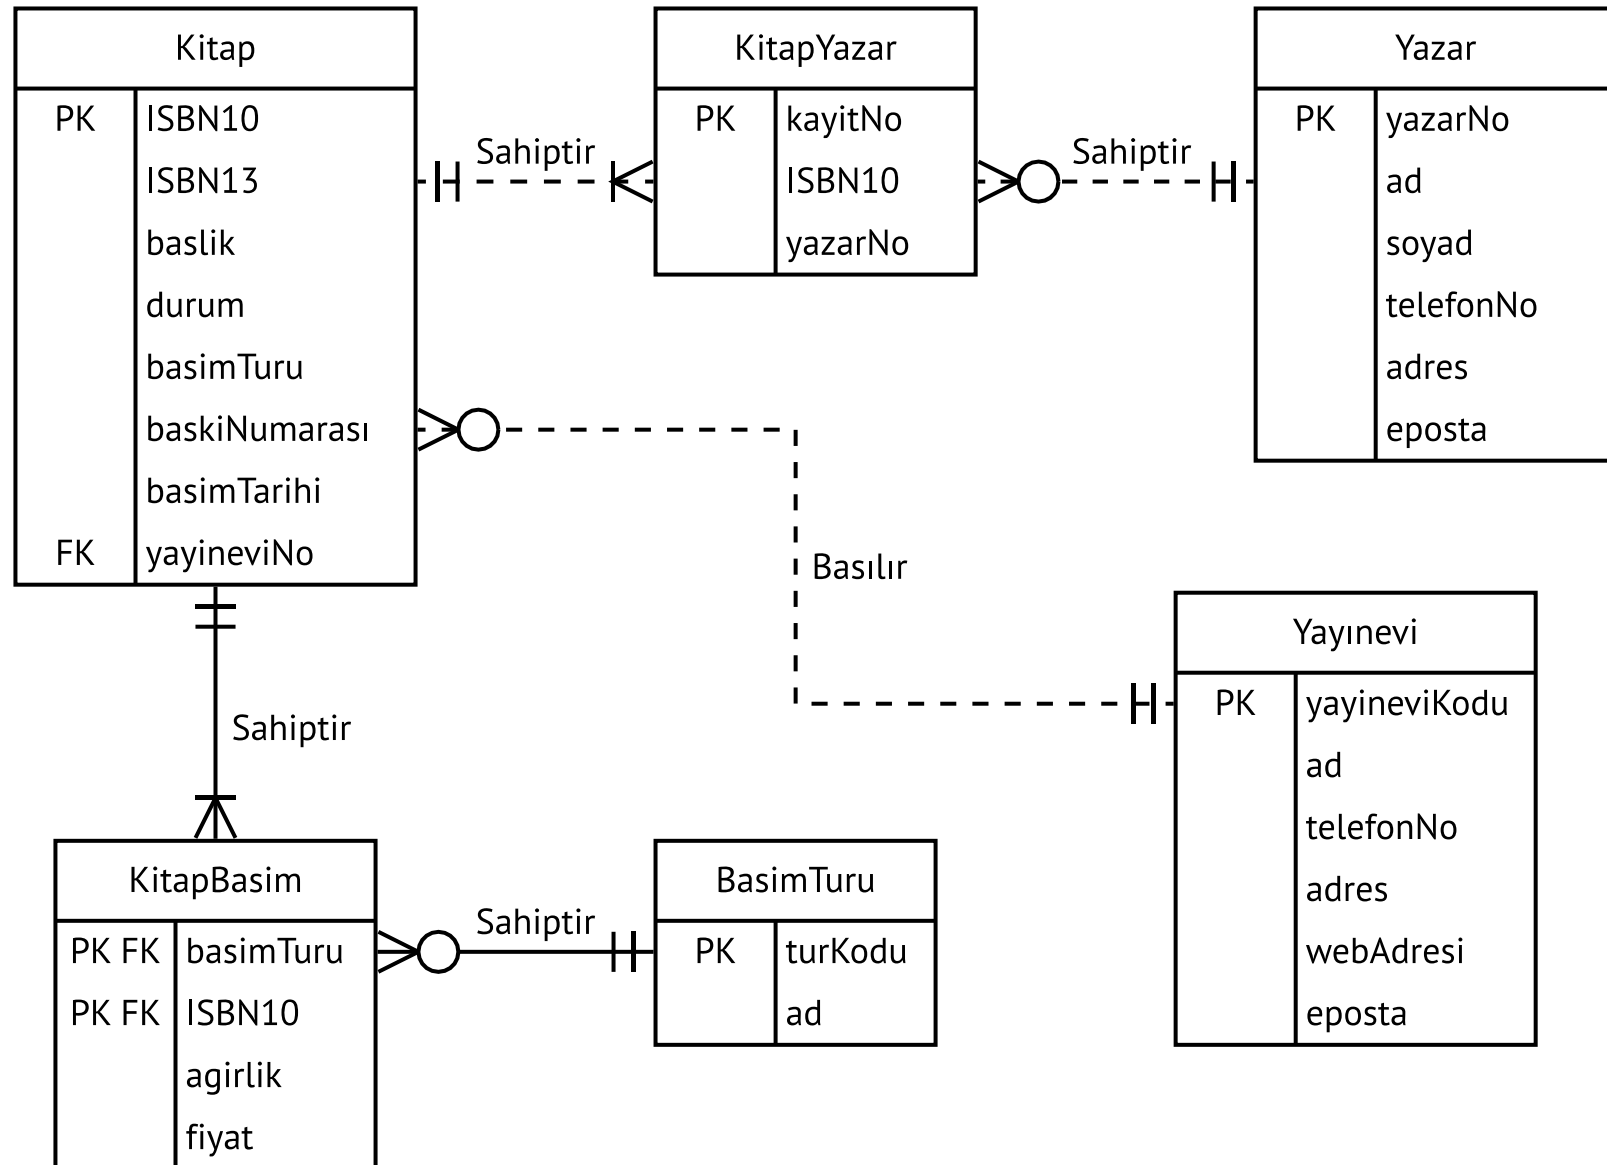 Kitap
PK ISBN10
ISBN13
baslik
durum
basimTuru
baskiNumarası
basimTarihi
FK yayineviNo
Sahiptir
KitapYazar
PK kayitNo
ISBN10
yazarNo
Sahiptir
Yazar
PK yazarNo
ad
soyad
telefonNo
adres
eposta
Basılır
Yayınevi
PK yayineviKodu
ad
telefonNo
adres
webAdresi
eposta
Sahiptir
KitapBasim
PK FK basimTuru
PK FK ISBN10
agirlik
fiyat
Sahiptir
BasimTuru
PK turKodu
ad